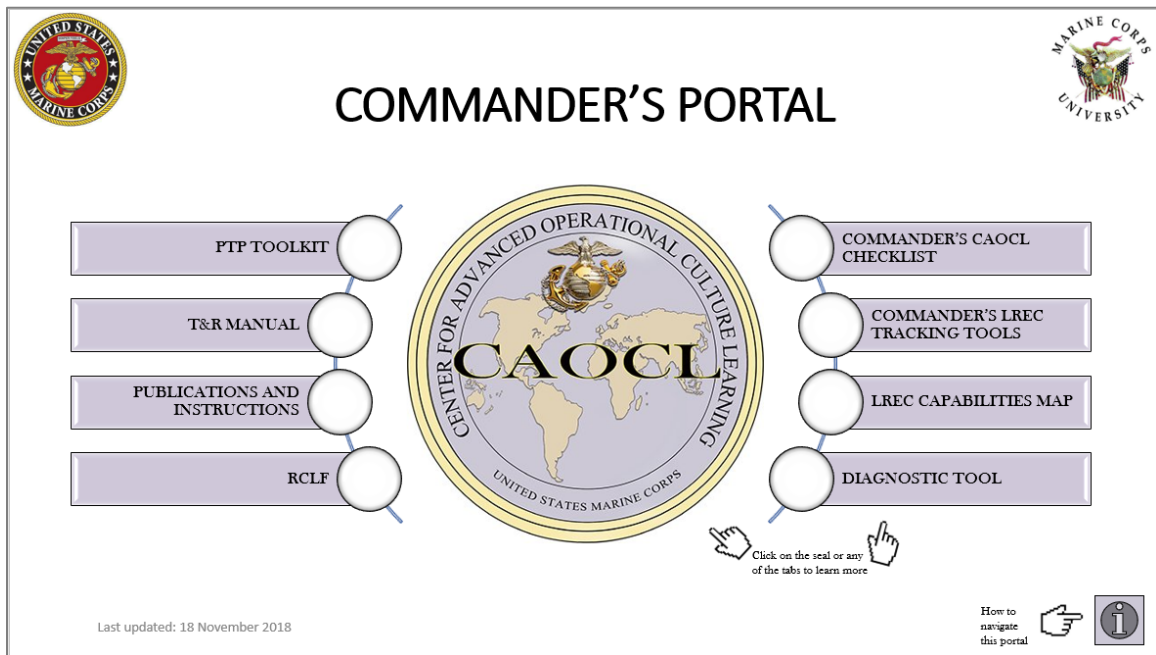 UNITED STATES
MARINE CORPS
MARINE CORPS
UNIVERSITY
COMMANDER'S PORTAL
PTP TOOLKIT
T&R MANUAL
PUBLICATIONS AND
INSTRUCTIONS
RCLF
CENTER FOR ADVANCED OPERATIONAL CULTURE LEARNING
CAOCL
UNITED STATES MARINE CORPS
COMMANDER'S CAOCL
CHECKLIST
COMMANDER'S LREC
TRACKING TOOLS
LREC CAPABILITIES MAP
DIAGNOSTIC TOOL
Click on the seal or any
of the tabs to learn more
Last updated: 18 November 2018
How to
navigate
this portal
i